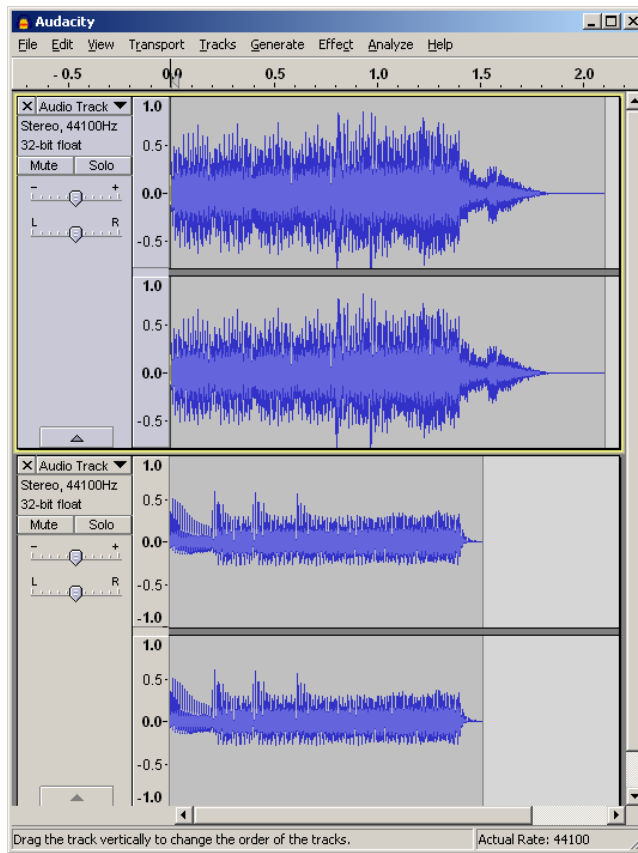 Audacity
File Edit View Transport Tracks Generate Effect Analyze Help
- 0.5 0.0 0.5 1.0 1.5 2.0
X Audio Track
Stereo, 44100Hz
32-bit float
Mute Solo
- +
L R
1.0
0.5
0.0
-0.5
1.0
0.5
0.0
-0.5
X Audio Track
Stereo, 44100Hz
32-bit float
Mute Solo
- +
L R
1.0
0.5
0.0
-0.5
-1.0
1.0
0.5
0.0
-0.5
-1.0
Drag the track vertically to change the order of the tracks. Actual Rate: 44100